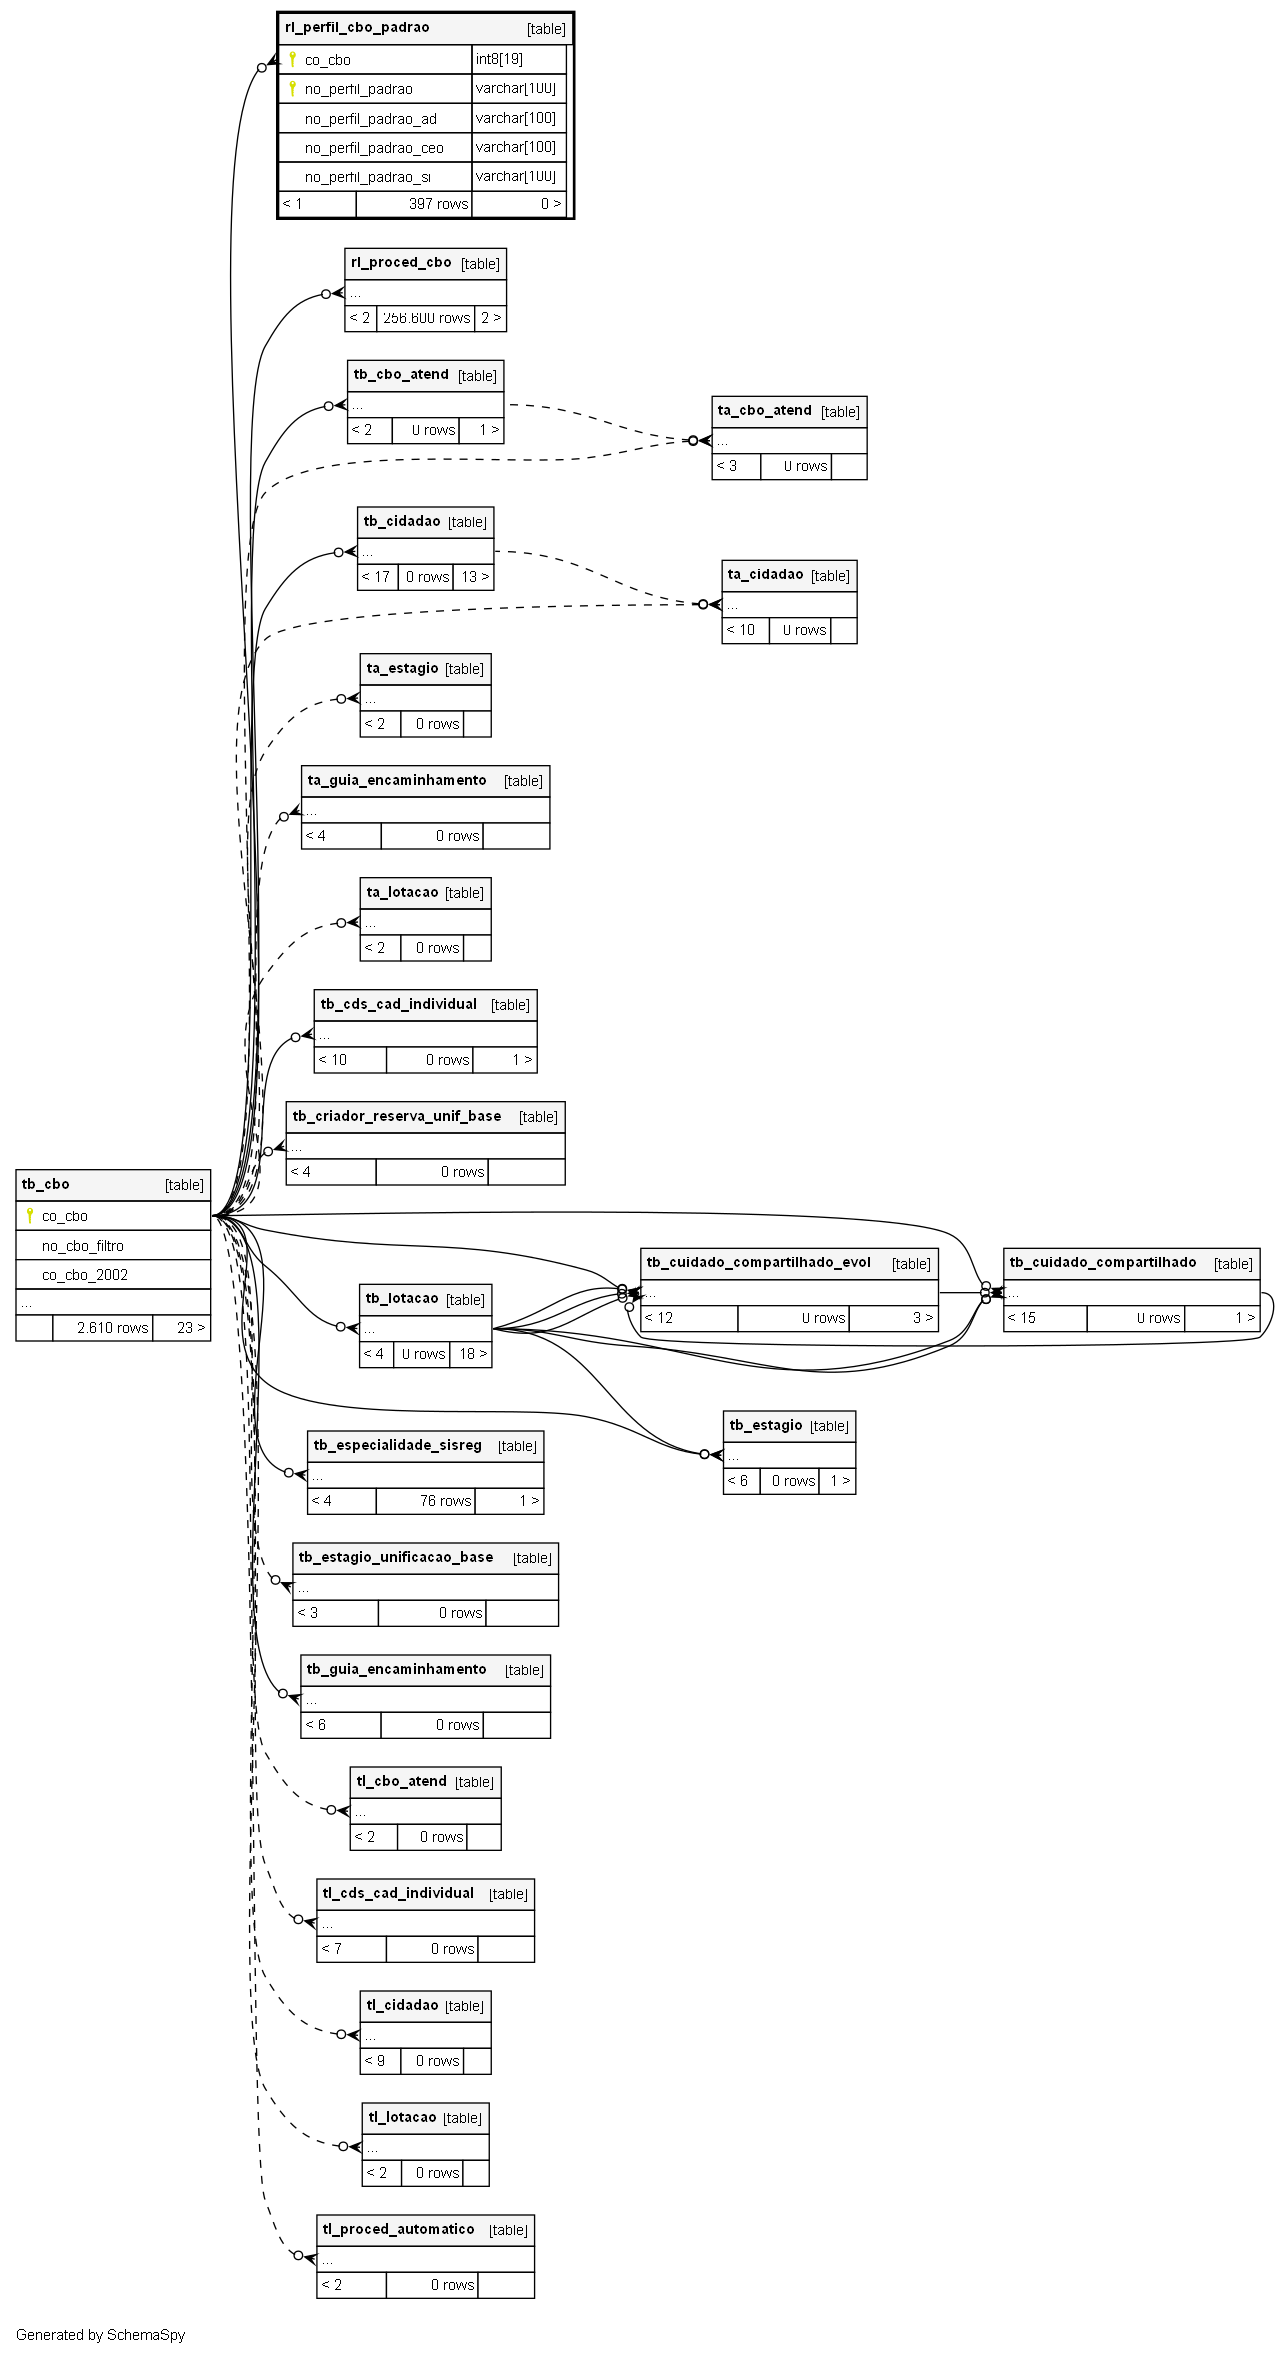 rl_perfil_cbo_padrao [table]
co_cbo int8[19]
no_perfil_padrao varchar[100]
no_perfil_padrao_ad varchar[100]
no_perfil_padrao_ceo varchar[100]
no_perfil_padrao_si varchar[100]
< 1 397 rows 0 >
rl_proced_cbo [table]
...
< 2 256.600 rows 2 >
tb_cbo_atend [table]
...
< 2 0 rows 1 >
ta_cbo_atend [table]
...
< 3 0 rows
tb_cidadao [table]
...
< 17 0 rows 13 >
ta_cidadao [table]
...
< 10 0 rows
ta_estagio [table]
...
< 2 0 rows
ta_guia_encaminhamento [table]
...
< 4 0 rows
ta_lotacao [table]
...
< 2 0 rows
tb_cds_cad_individual [table]
...
< 10 0 rows 1 >
tb_criador_reserva_unif_base [table]
...
< 4 0 rows
tb_cbo [table]
co_cbo
no_cbo_filtro
co_cbo_2002
...
2.610 rows 23 >
tb_cuidado_compartilhado_evol [table]
...
< 12 0 rows 3 >
tb_cuidado_compartilhado [table]
...
< 15 0 rows 1 >
tb_lotacao [table]
...
< 4 0 rows 18 >
tb_estagio [table]
...
< 6 0 rows 1 >
tb_especialidade_sisreg [table]
...
< 4 76 rows 1 >
tb_estagio_unificacao_base [table]
...
< 3 0 rows
tb_guia_encaminhamento [table]
...
< 6 0 rows
tl_cbo_atend [table]
...
< 2 0 rows
tl_cds_cad_individual [table]
...
< 7 0 rows
tl_cidadao [table]
...
< 9 0 rows
tl_lotacao [table]
...
< 2 0 rows
tl_proced_automatico [table]
...
< 2 0 rows
Generated by SchemaSpy